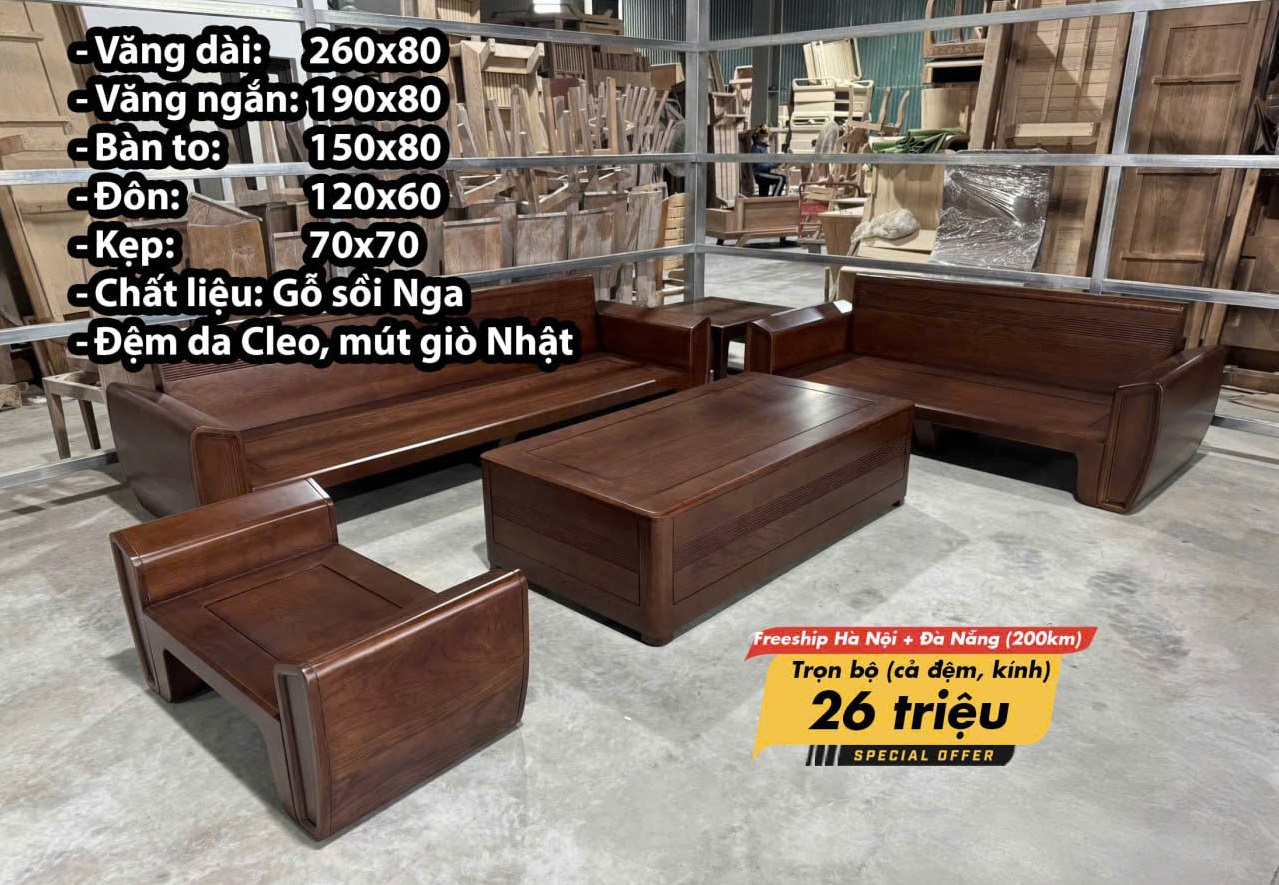 - Văng dài: 260x80
- Văng ngắn: 190x80
- Bàn to: 150x80
- Đôn: 120x60
- Kẹp: 70x70
- Chất liệu: Gỗ sồi Nga
- Đệm da Cleo, mút giò Nhật
Freeship Hà Nội + Đà Nẵng (200km)
Trọn bộ (cả đệm, kính)
26 triệu
SPECIAL OFFER